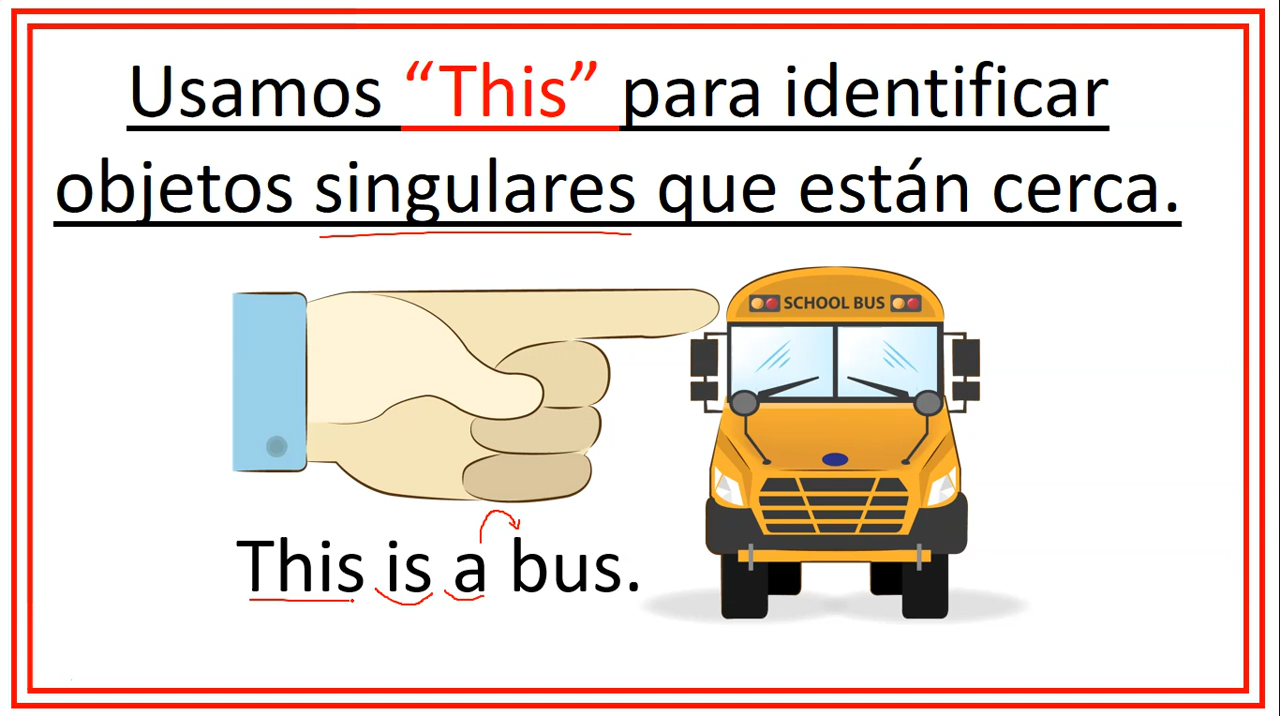 Usamos “This” para identificar
objetos singulares que están cerca.
SCHOOL BUS
This is a bus.